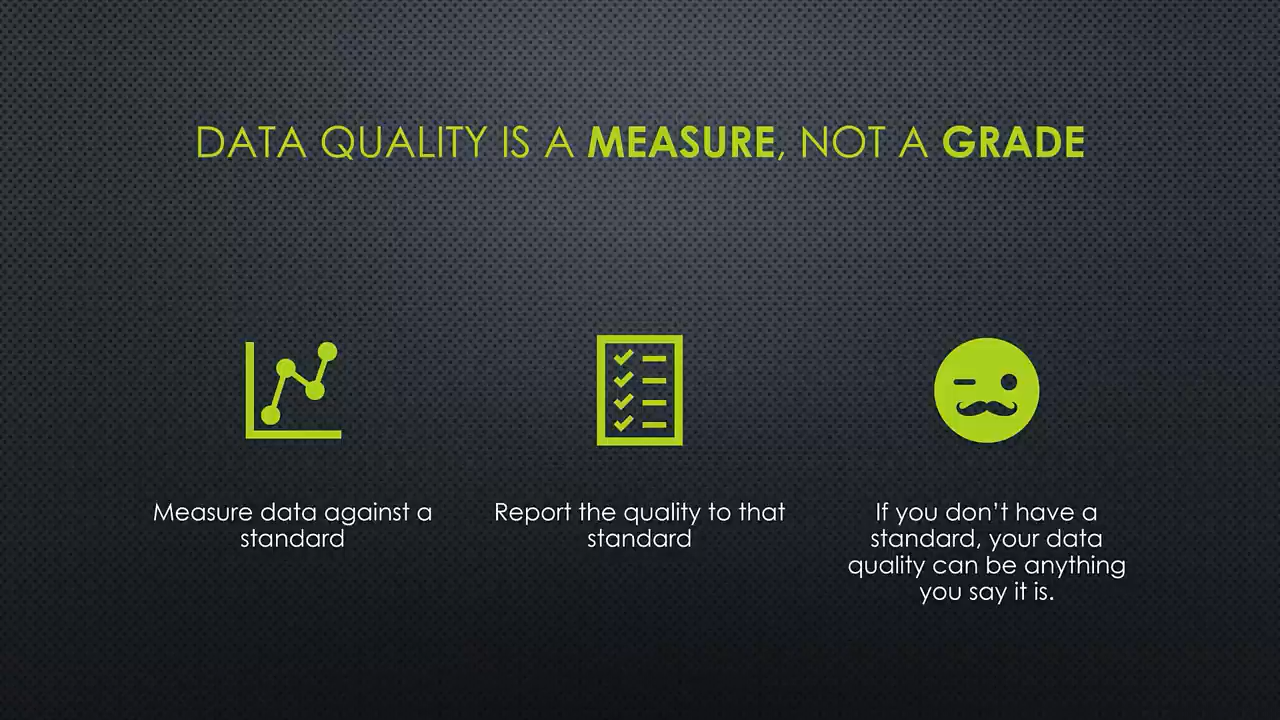 DATA QUALITY IS A MEASURE, NOT A GRADE
Measure data against a
standard
Report the quality to that
standard
If you don’t have a
standard, your data
quality can be anything
you say it is.